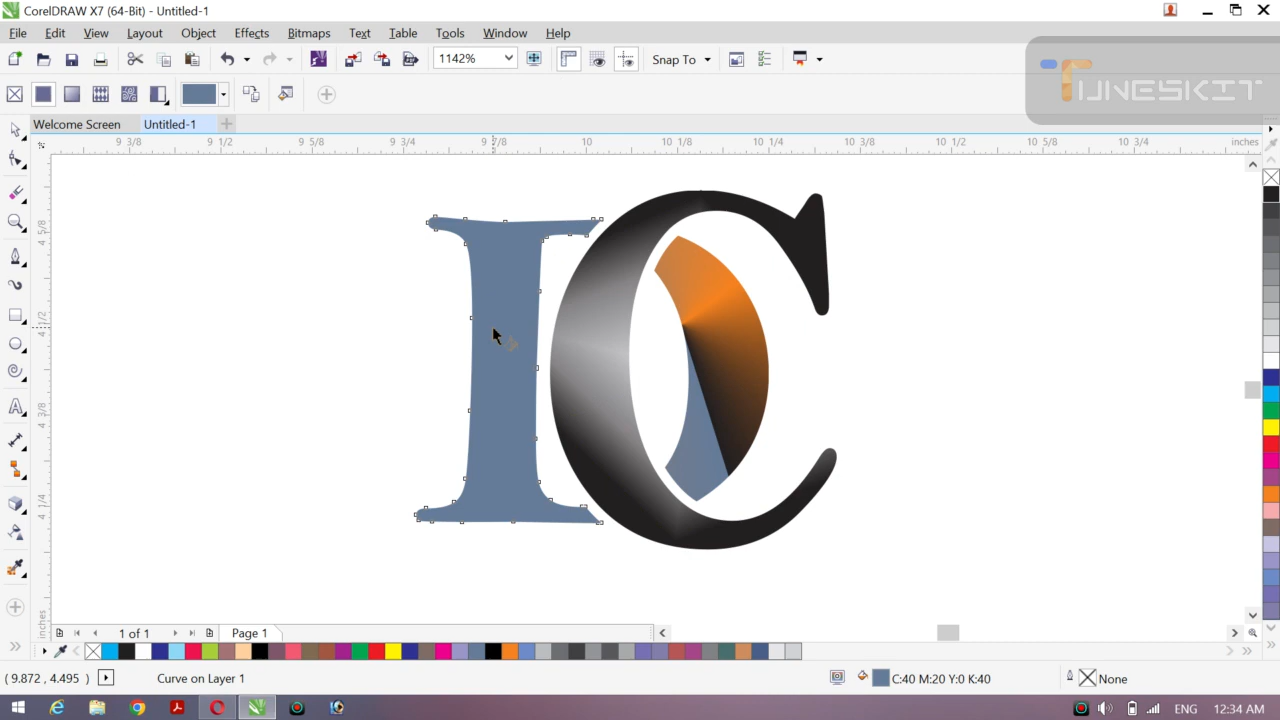 CorelDRAW X7 (64-Bit) - Untitled-1
File Edit View Layout Object Effects Bitmaps Text Table Tools Window Help
1142% Snap To
TUNESKIT
Welcome Screen Untitled-1
9 3/8 9 1/2 9 5/8 9 3/4 9 7/8 10 10 1/8 10 1/4 10 3/8 10 1/2 10 5/8 10 3/4 inches
4 5/8
4 1/2
4 3/8
4 1/4
inches
IC
1 of 1 Page 1
( 9.872 , 4.495 ) Curve on Layer 1 C:40 M:20 Y:0 K:40 None
ENG 12:34 AM